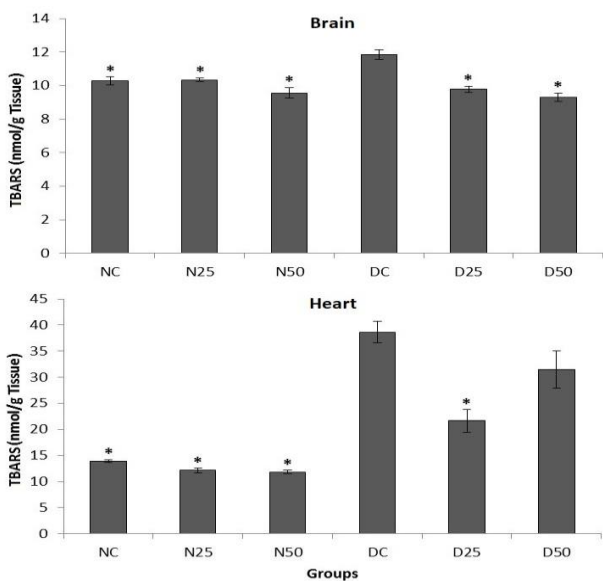 Brain
TBARS (nmol/g Tissue)
14
12
10
8
6
4
2
0
* * * * *
NC N25 N50 DC D25 D50
Heart
TBARS (nmol/g Tissue)
45
40
35
30
25
20
15
10
5
0
* * * *
NC N25 N50 DC D25 D50
Groups